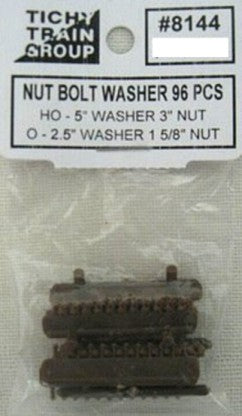 TICHY
TRAIN
GROUP
#8144
NUT BOLT WASHER 96 PCS
HO - 5" WASHER 3" NUT
O - 2.5" WASHER 1 5/8" NUT